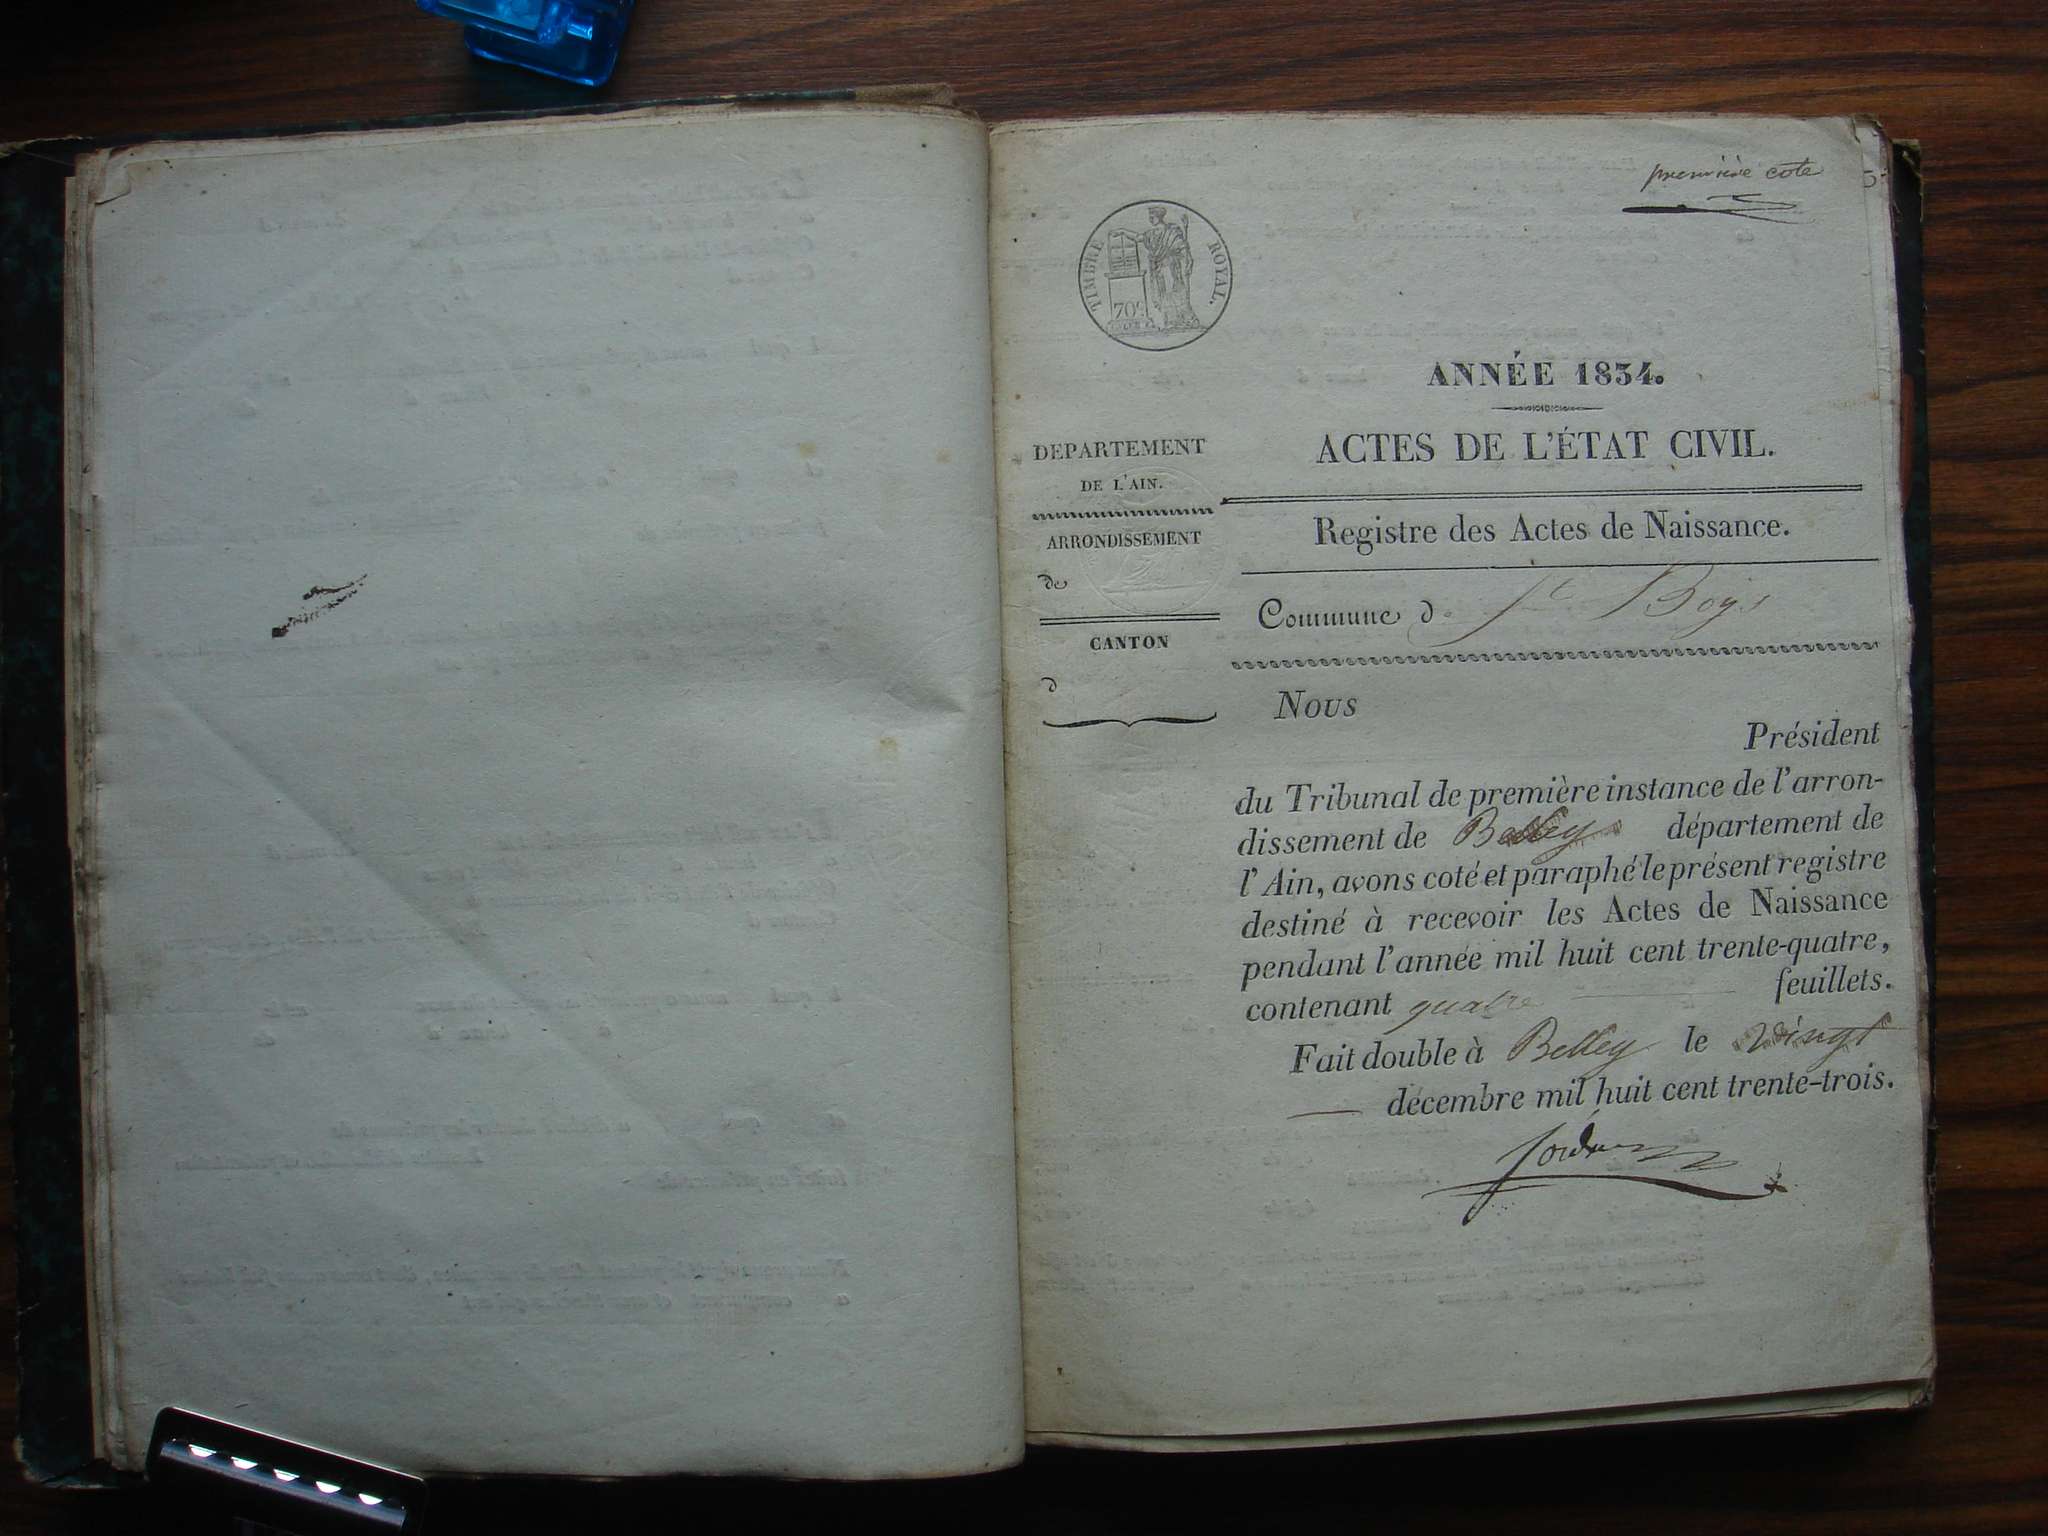 première cote
TIMBRE ROYAL.
70c
ANNÉE 1834.
ACTES DE L'ÉTAT CIVIL.
DEPARTEMENT
DE L'AIN.
ARRONDISSEMENT
de
CANTON
d
Registre des Actes de Naissance.
Commune d. St Boys
Nous
Président
du Tribunal de première instance de l'arron-
dissement de Belley département de
l'Ain, avons coté et paraphé le présent registre
destiné à recevoir les Actes de Naissance
pendant l'année mil huit cent trente-quatre,
contenant quatre feuillets.
Fait double à Belley le vingt
décembre mil huit cent trente-trois.